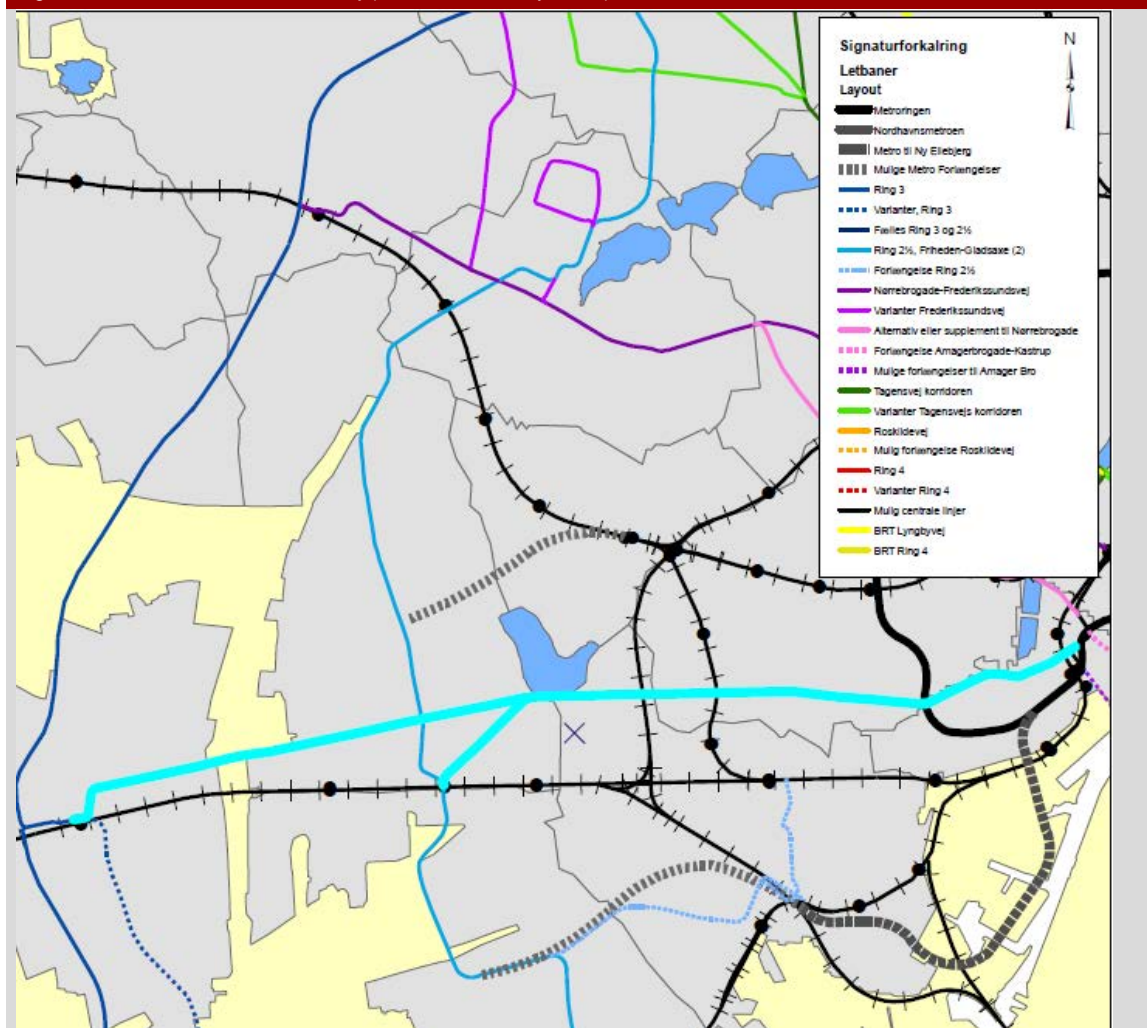 Signaturforkalring
N
Letbaner
Layout
Metroringen
Nordhavnsmetroen
Metro til Ny Ellebjerg
Mulige Metro Forlængelser
Ring 3
Varianter, Ring 3
Fælles Ring 3 og 2½
Ring 2½, Friheden-Gladsaxe (2)
Forlængelse Ring 2½
Nørrebrogade-Frederikssundsvej
Varianter Frederikssundsvej
Alternativ eller supplement til Nørrebrogade
Forlængelse Amagerbrogade-Kastrup
Mulige forlængelser til Amager Bro
Tagensvej korridoren
Varianter Tagensvejs korridoren
Roskildevej
Mulig forlængelse Roskildevej
Ring 4
Varianter Ring 4
Mulig centrale linjer
BRT Lyngbyvej
BRT Ring 4